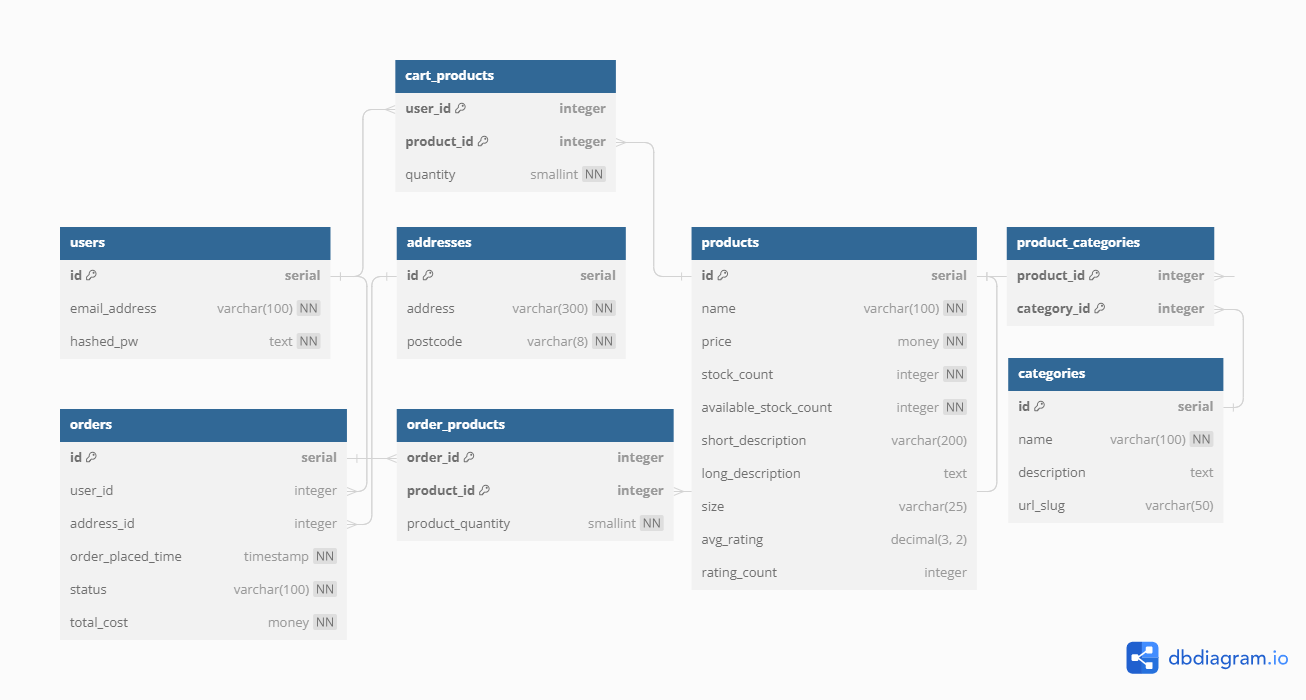 cart_products
user_id integer
product_id integer
quantity smallint NN
users
id serial
email_address varchar(100) NN
hashed_pw text NN
addresses
id serial
address varchar(300) NN
postcode varchar(8) NN
products
id serial
name varchar(100) NN
price money NN
stock_count integer NN
available_stock_count integer NN
short_description varchar(200)
long_description text
size varchar(25)
avg_rating decimal(3, 2)
rating_count integer
product_categories
product_id integer
category_id integer
categories
id serial
name varchar(100) NN
description text
url_slug varchar(50)
orders
id serial
user_id integer
address_id integer
order_placed_time timestamp NN
status varchar(100) NN
total_cost money NN
order_products
order_id integer
product_id integer
product_quantity smallint NN
dbdiagram.io